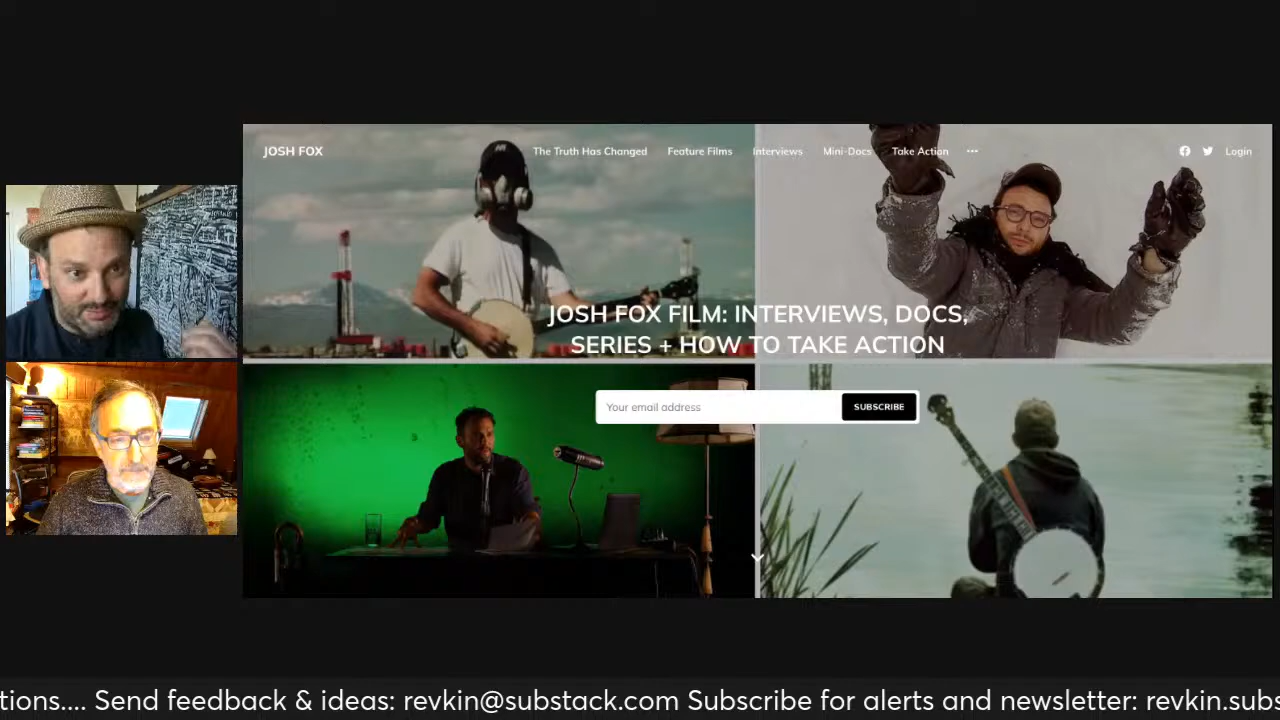 JOSH FOX
The Truth Has Changed Feature Films Interviews Mini-Docs Take Action ••• Login
JOSH FOX FILM: INTERVIEWS, DOCS,
SERIES + HOW TO TAKE ACTION
Your email address SUBSCRIBE
tions.... Send feedback & ideas: revkin@substack.com Subscribe for alerts and newsletter: revkin.subs